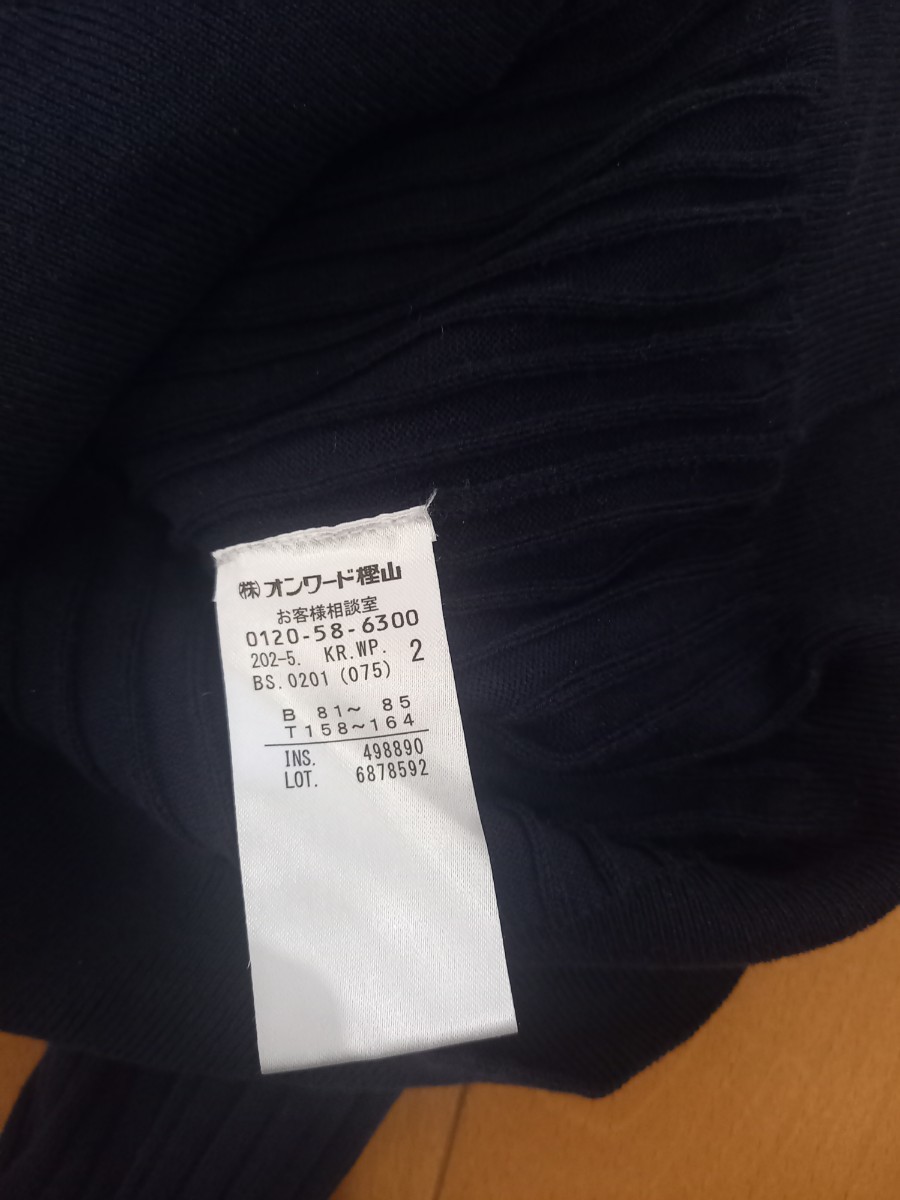 ㈱オンワード樫山
お客様相談室
0120-58-6300
202-5. KR.WP. 2
BS.0201 (075)
B 81～ 85
T 158～164
INS. 498890
LOT. 6878592